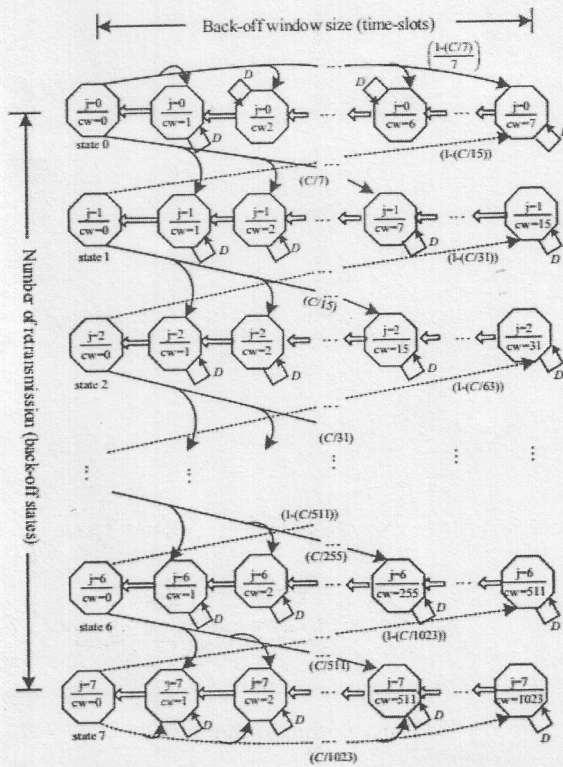 Back-off window size (time-slots)
(1-(C/7)
7)
D
D
j=0
cw=0
j=0
cw=1
j=0
cw2
...
j=0
cw=6
...
j=0
cw=7
D
D
state 0
(C/7)
(1-(C/15))
j=1
cw=0
j=1
cw=1
j=1
cw=2
...
j=1
cw=7
...
j=1
cw=15
D
D
D
D
state 1
...
(1-(C/31))
(C/15)
j=2
cw=0
j=2
cw=1
j=2
cw=2
...
j=2
cw=15
...
j=2
cw=31
D
D
D
D
state 2
...
(1-(C/63))
(C/31)
Number of retransmission (back-off states)
...
...
...
...
...
...
(1-(C/511))
(C/255)
j=6
cw=0
j=6
cw=1
j=6
cw=2
...
j=6
cw=255
...
j=6
cw=511
D
D
D
D
state 6
...
(1-(C/1023))
(C/511)
j=7
cw=0
j=7
cw=1
j=7
cw=2
...
j=7
cw=511
...
j=7
cw=1023
D
D
D
D
state 7
(C/1023)